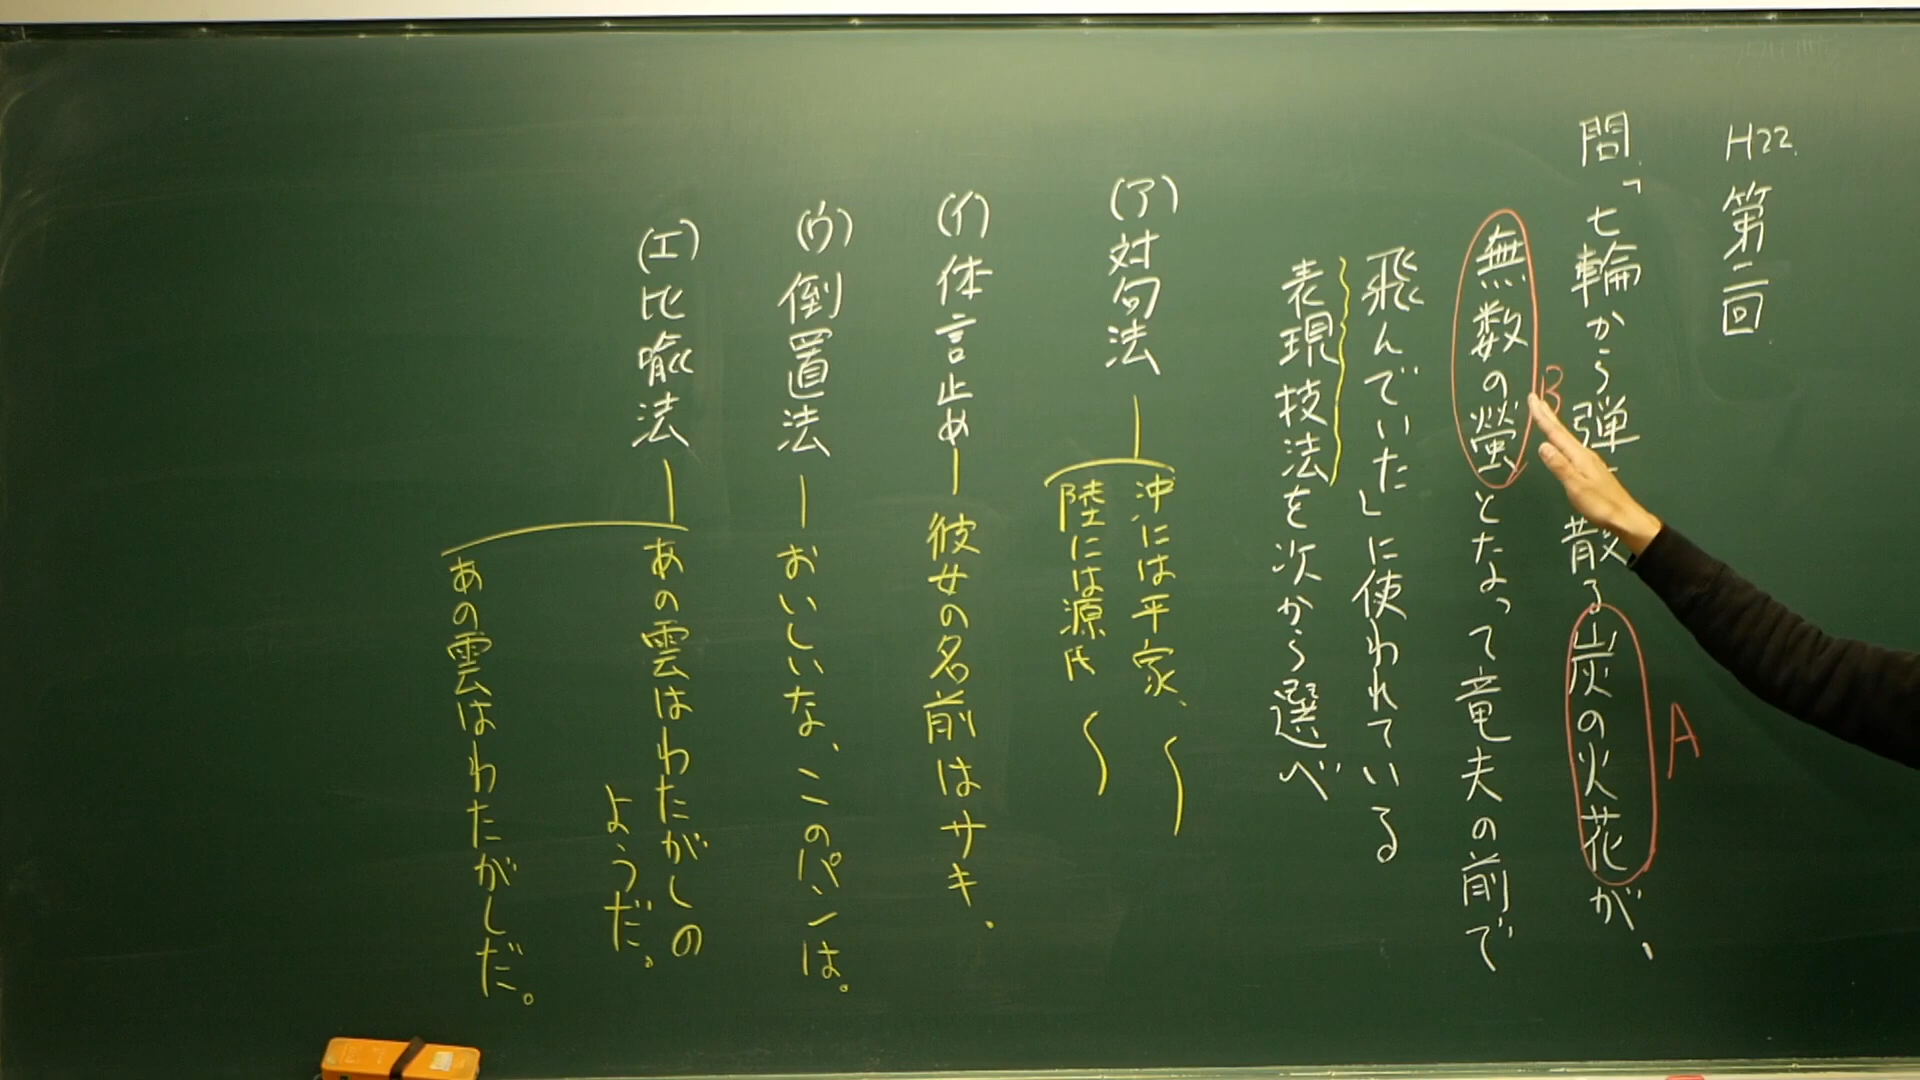 H22. 第二回
問「七輪から弾 散る炭の火花が、
A
無数の螢となって竜夫の前で
B
飛んでいた」に使われている
表現技法を次から選べ
(ア)対句法
沖には平家、
陸には源氏
(イ)体言止め―彼女の名前はサキ.
(ウ)倒置法―おいしいな、このパンは。
(エ)比喩法―あの雲はわたがしの
ようだ。
あの雲はわたがしだ。